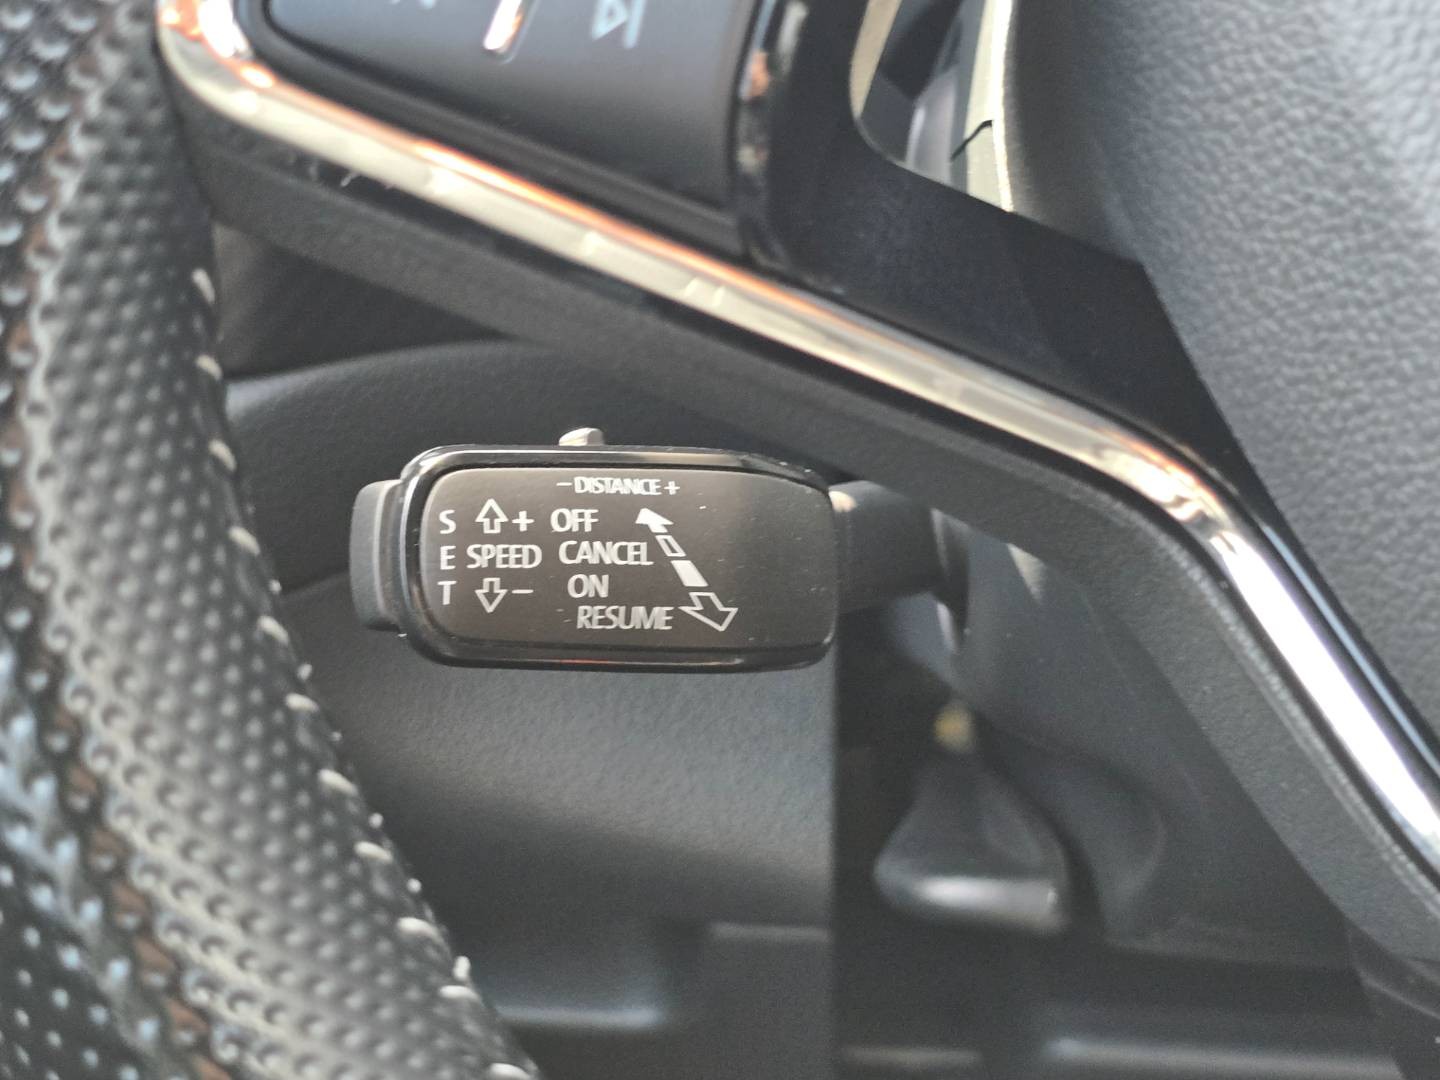 - DISTANCE +
S + OFF
E SPEED CANCEL
T - ON
RESUME